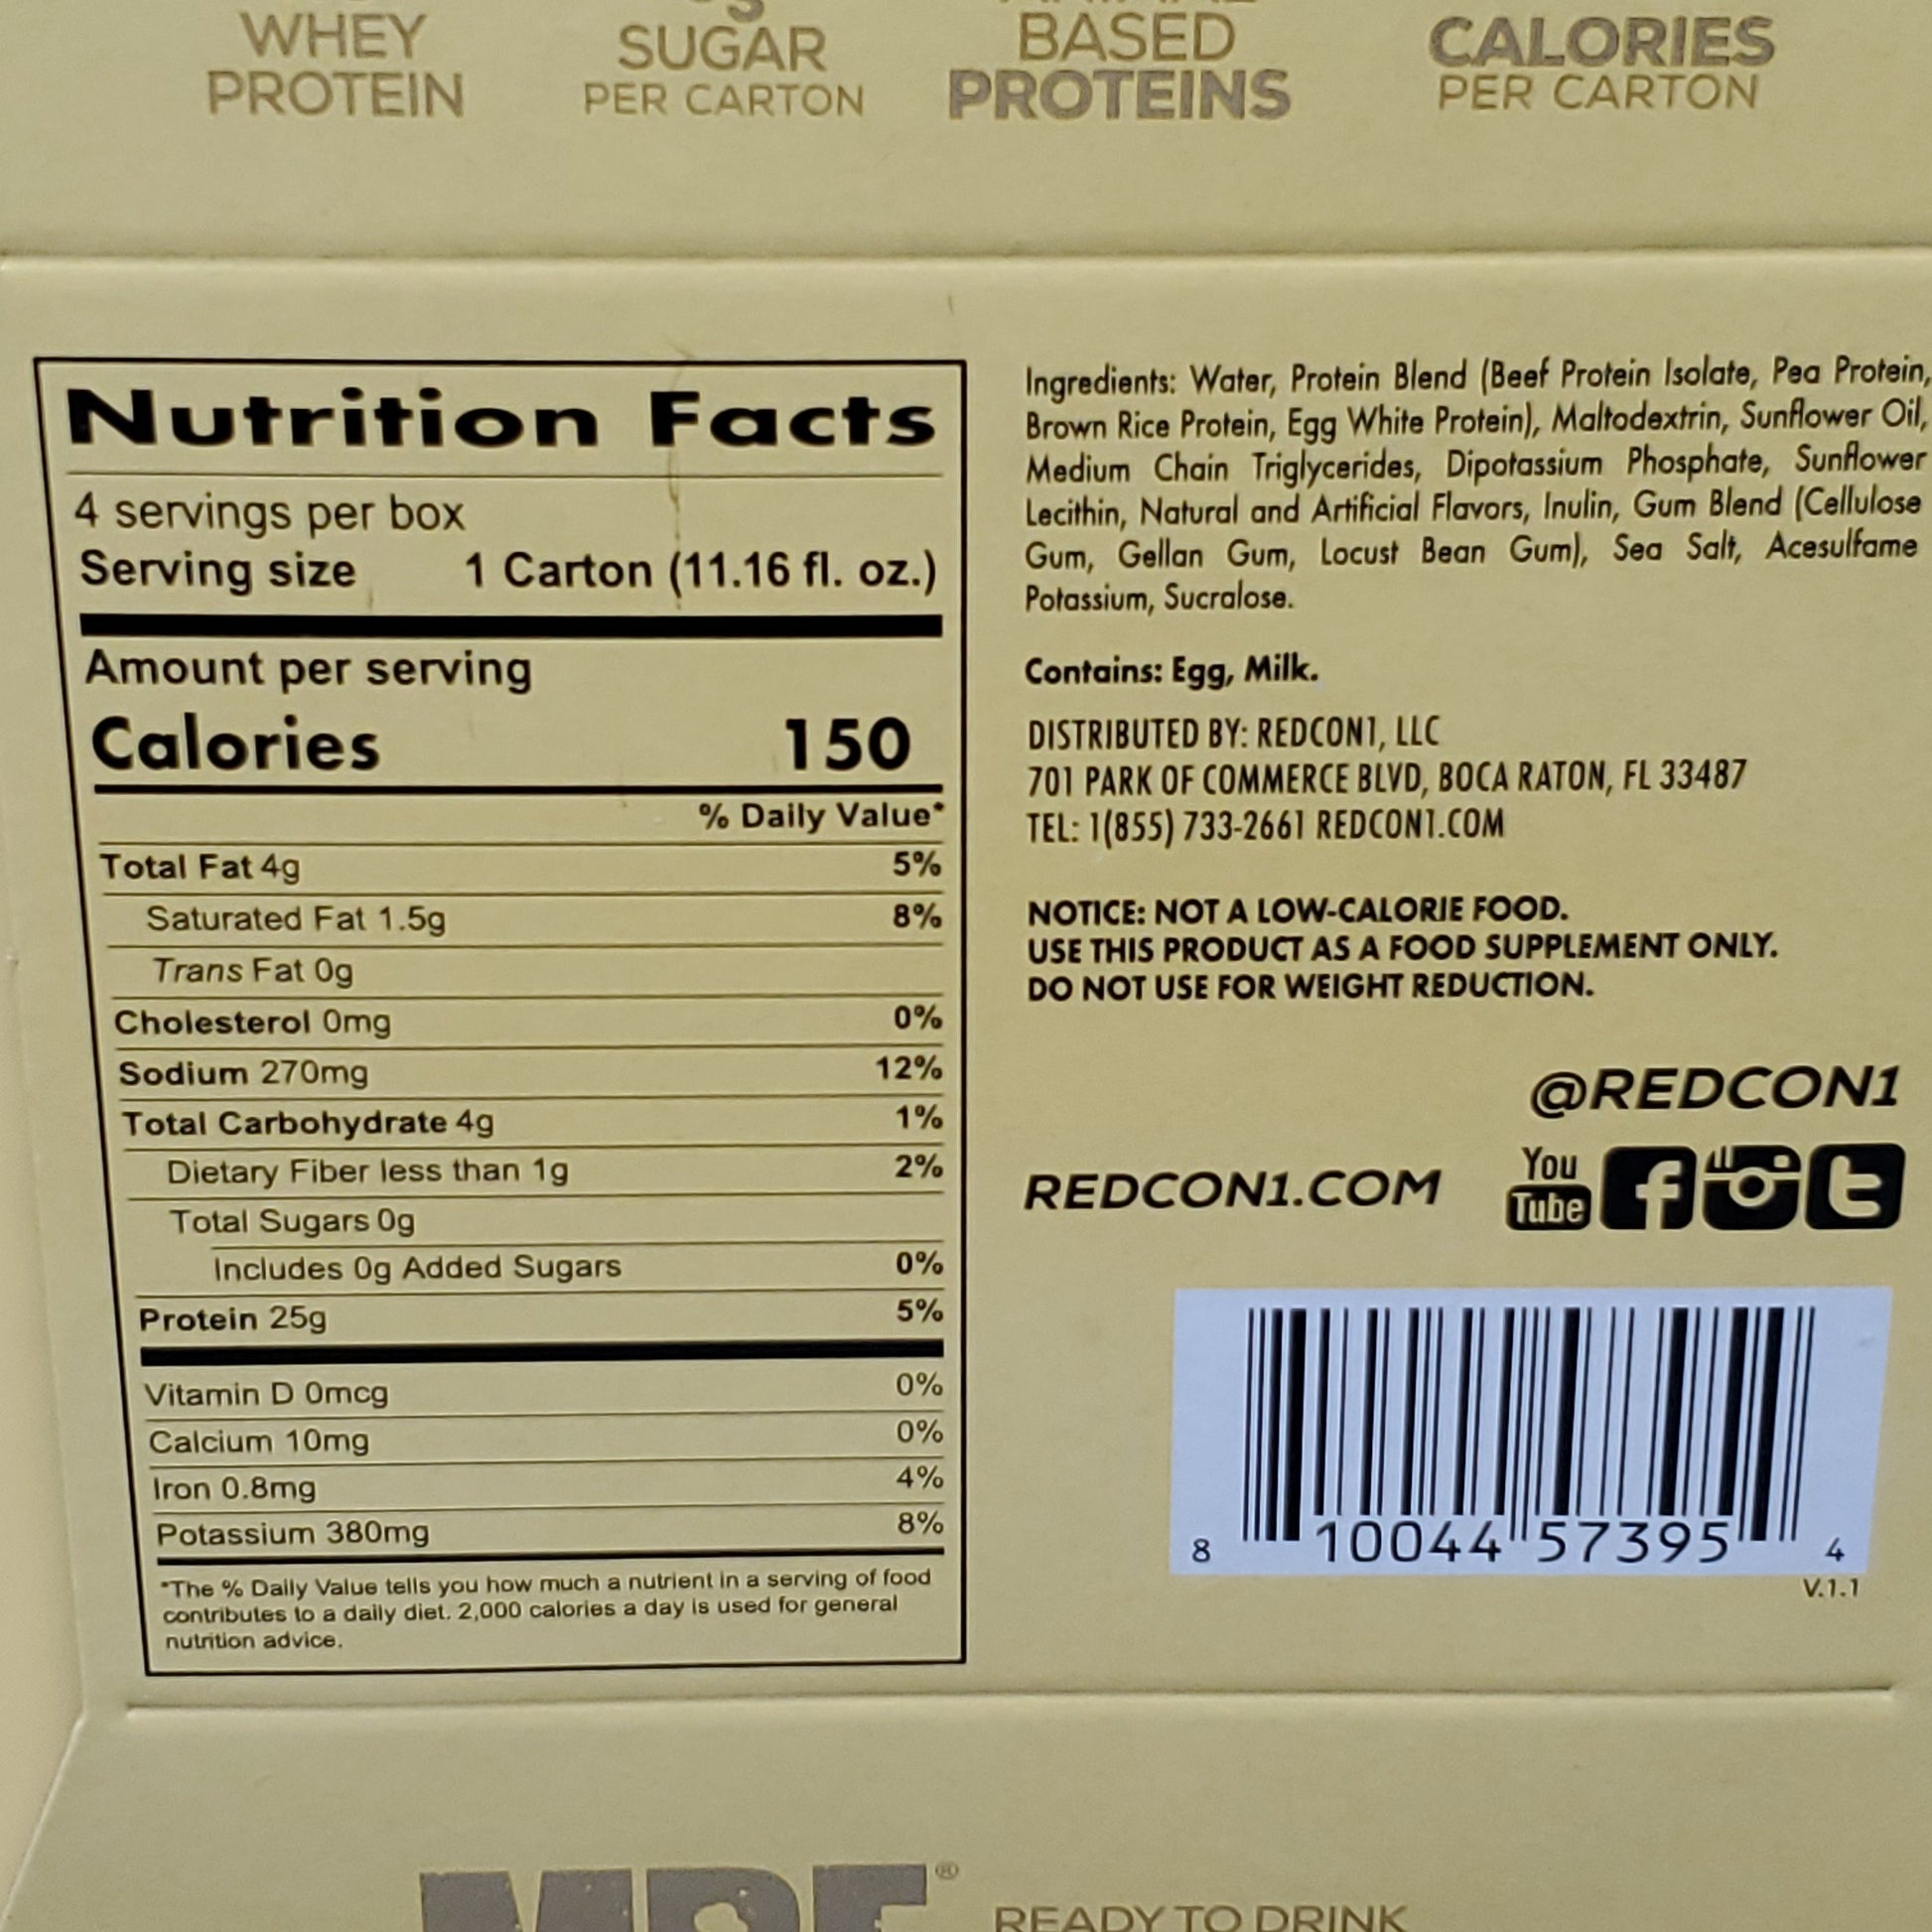 WHEY
PROTEIN
SUGAR
PER CARTON
BASED
PROTEINS
CALORIES
PER CARTON
Nutrition Facts
4 servings per box
Serving size 1 Carton (11.16 fl. oz.)
Amount per serving
Calories 150
% Daily Value*
Total Fat 4g 5%
Saturated Fat 1.5g 8%
Trans Fat 0g
Cholesterol 0mg 0%
Sodium 270mg 12%
Total Carbohydrate 4g 1%
Dietary Fiber less than 1g 2%
Total Sugars 0g
Includes 0g Added Sugars 0%
Protein 25g 5%
Vitamin D 0mcg 0%
Calcium 10mg 0%
Iron 0.8mg 4%
Potassium 380mg 8%
*The % Daily Value tells you how much a nutrient in a serving of food
contributes to a daily diet. 2,000 calories a day is used for general
nutrition advice.
Ingredients: Water, Protein Blend (Beef Protein Isolate, Pea Protein,
Brown Rice Protein, Egg White Protein), Maltodextrin, Sunflower Oil,
Medium Chain Triglycerides, Dipotassium Phosphate, Sunflower
Lecithin, Natural and Artificial Flavors, Inulin, Gum Blend (Cellulose
Gum, Gellan Gum, Locust Bean Gum), Sea Salt, Acesulfame
Potassium, Sucralose.
Contains: Egg, Milk.
DISTRIBUTED BY: REDCON1, LLC
701 PARK OF COMMERCE BLVD, BOCA RATON, FL 33487
TEL: 1(855) 733-2661 REDCON1.COM
NOTICE: NOT A LOW-CALORIE FOOD.
USE THIS PRODUCT AS A FOOD SUPPLEMENT ONLY.
DO NOT USE FOR WEIGHT REDUCTION.
@REDCON1
REDCON1.COM
You
Tube
8 10044 57395 4
V.1.1
READY TO DRINK